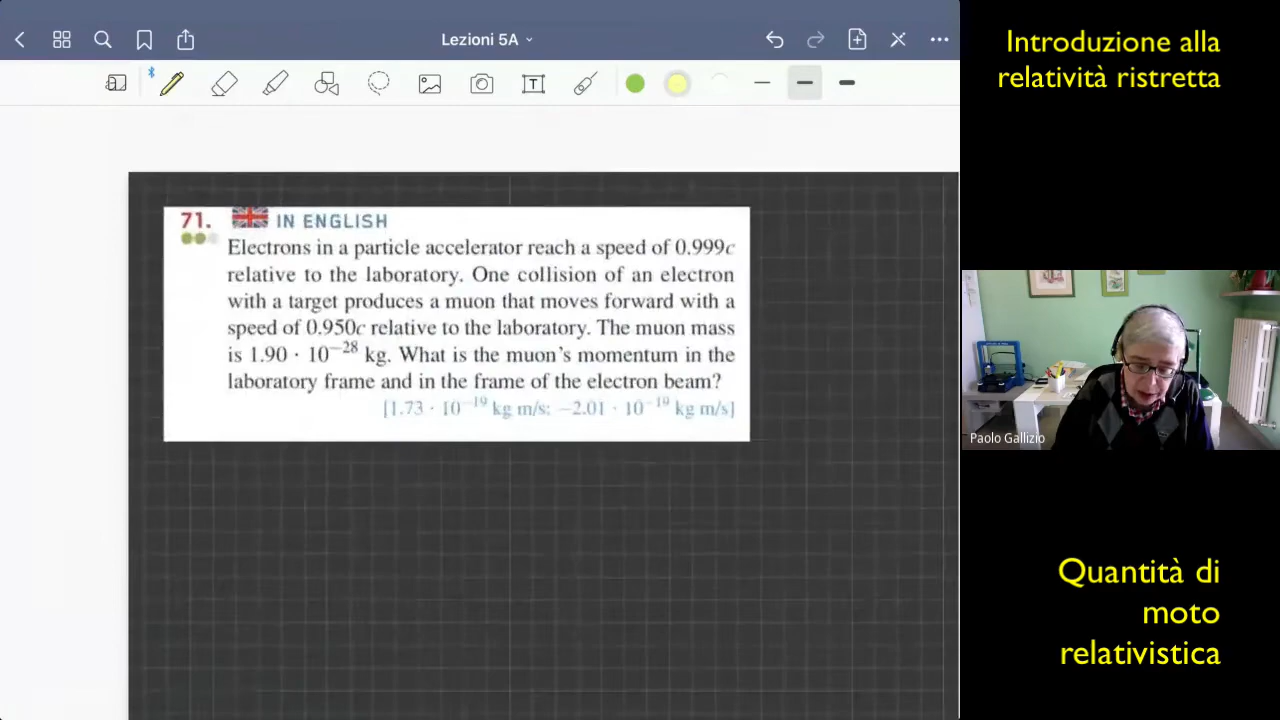 Lezioni 5A
T
71. IN ENGLISH
Electrons in a particle accelerator reach a speed of 0.999c
relative to the laboratory. One collision of an electron
with a target produces a muon that moves forward with a
speed of 0.950c relative to the laboratory. The muon mass
is 1.90 · 10⁻²⁸ kg. What is the muon's momentum in the
laboratory frame and in the frame of the electron beam?
[1.73 · 10⁻¹⁹ kg m/s; −2.01 · 10⁻¹⁹ kg m/s]
Introduzione alla
relatività ristretta
Paolo Gallizio
Quantità di
moto
relativistica